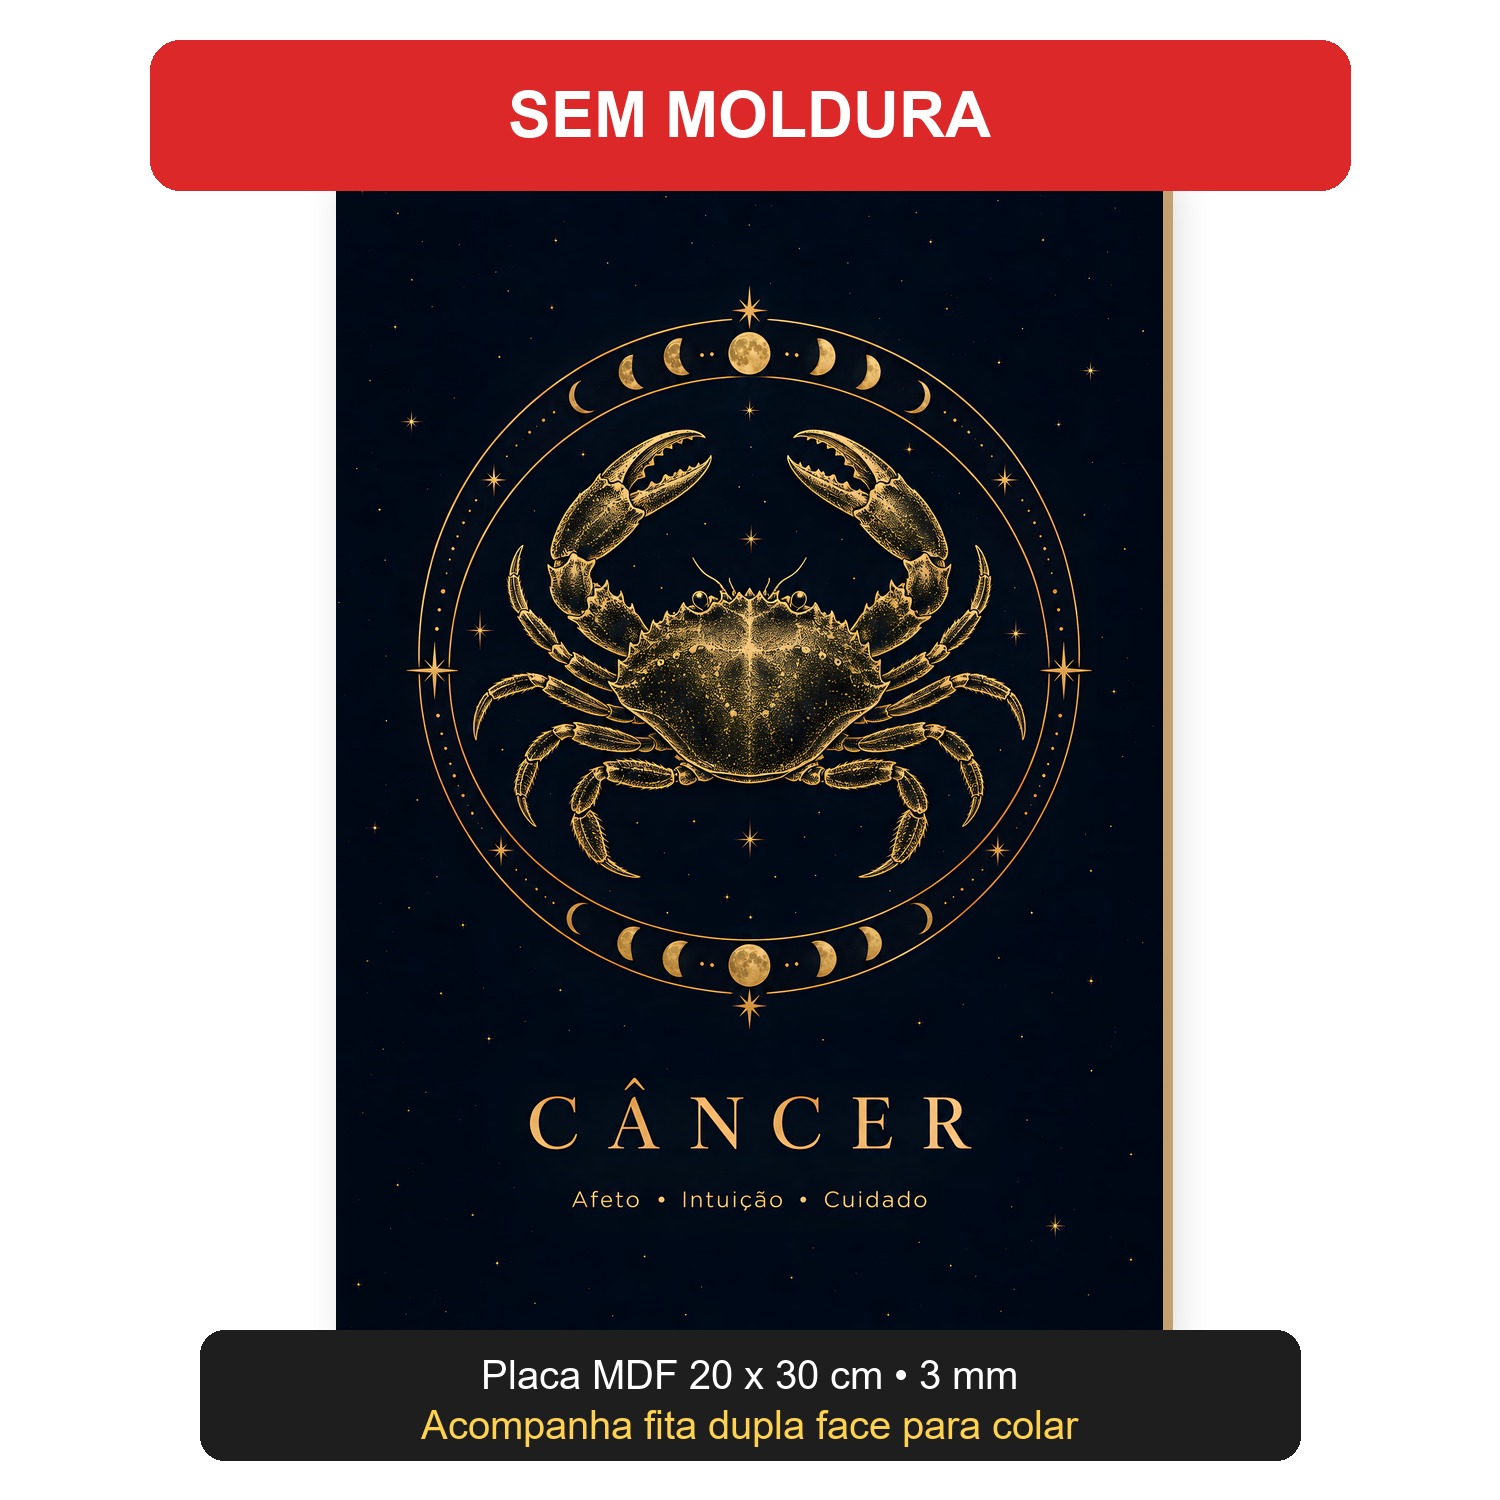 SEM MOLDURA
CÂNCER
Afeto • Intuição • Cuidado
Placa MDF 20 x 30 cm • 3 mm
Acompanha fita dupla face para colar